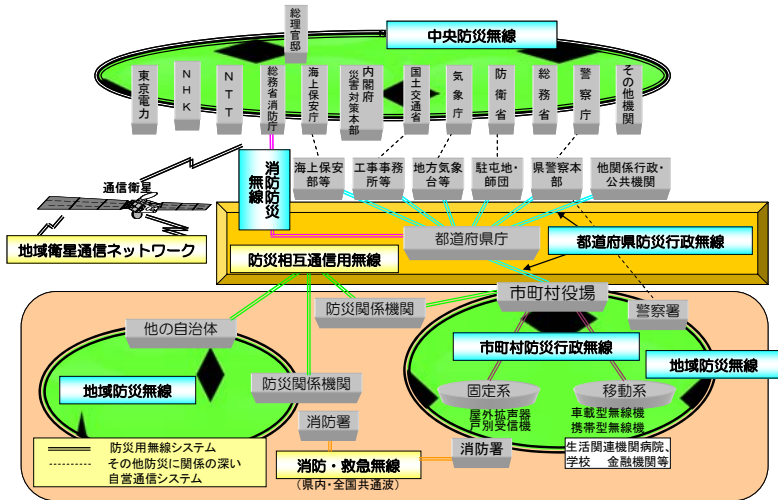 総理官邸
中央防災無線
東京電力
NHK
NTT
総務省消防庁
海上保安庁
内閣府
災害対策本部
国土交通省
気象庁
防衛省
総務省
警察庁
その他機関
通信衛星
消防防災
無線
海上保安
部等
工事事務
所等
地方気象
台等
駐屯地・
師団
県警察本
部
他関係行政・
公共機関
地域衛星通信ネットワーク
都道府県庁
都道府県防災行政無線
防災相互通信用無線
防災関係機関
市町村役場
他の自治体
警察署
市町村防災行政無線
地域防災無線
地域防災無線
防災関係機関
固定系
移動系
屋外拡声器
戸別受信機
車載型無線機
携帯型無線機
消防署
消防署
生活関連機関病院、
学校 金融機関等
防災用無線システム
その他防災に関係の深い
自営通信システム
消防・救急無線
（県内・全国共通波）